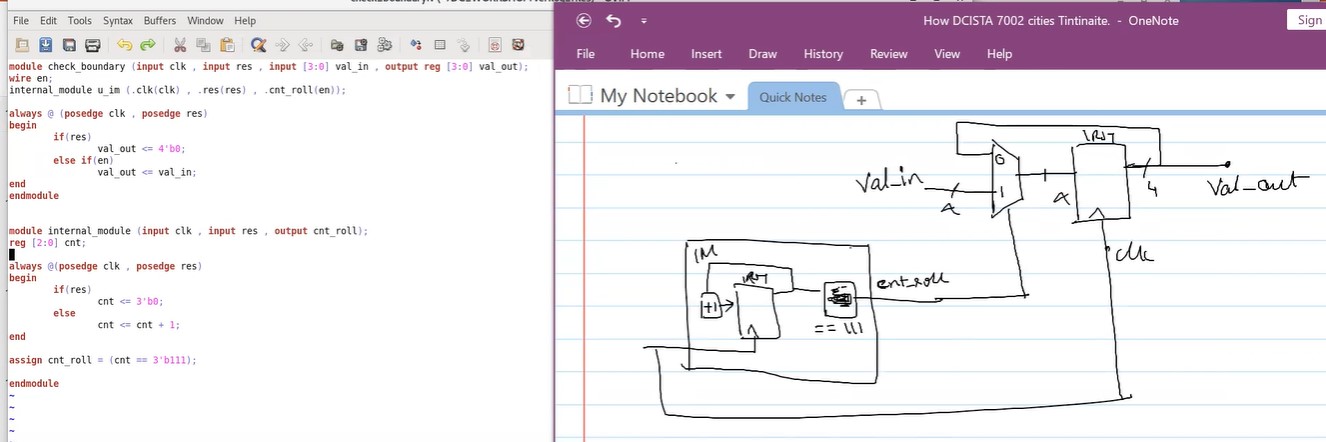 File Edit Tools Syntax Buffers Window Help
module check_boundary (input clk , input res , input [3:0] val_in , output reg [3:0] val_out);
wire en;
internal_module u_im (.clk(clk) , .res(res) , .cnt_roll(en));
always @ (posedge clk , posedge res)
begin
if(res)
val_out <= 4'b0;
else if(en)
val_out <= val_in;
end
endmodule
module internal_module (input clk , input res , output cnt_roll);
reg [2:0] cnt;
always @(posedge clk , posedge res)
begin
if(res)
cnt <= 3'b0;
else
cnt <= cnt + 1;
end
assign cnt_roll = (cnt == 3'b111);
endmodule
~
~
~
~
How DCISTA 7002 cities Tintinaite. - OneNote
Sign
File Home Insert Draw History Review View Help
My Notebook
Quick Notes
+
0
Val_in
1
4
4
4
Val_out
clk
IM
cnt_roll
+1
== 111